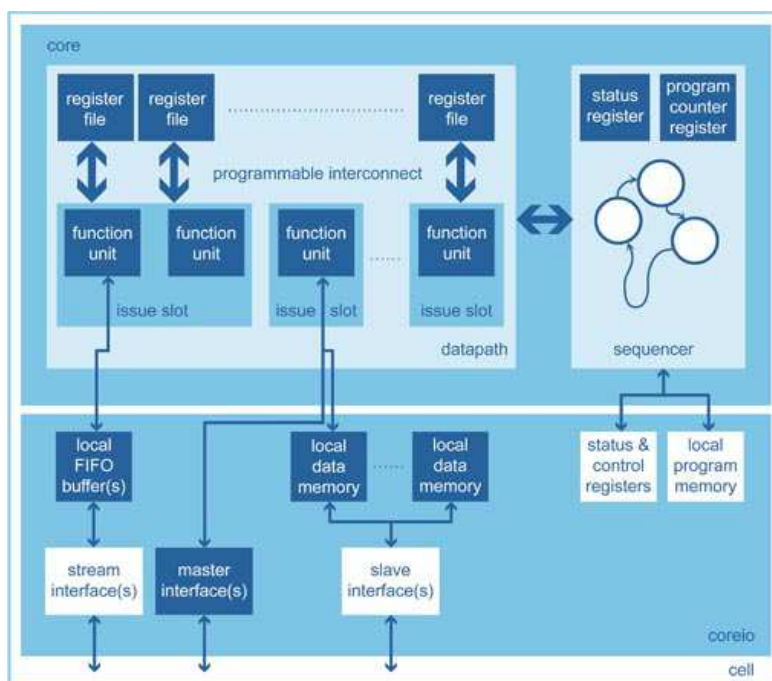 core
register
file
register
file
register
file
status
register
program
counter
register
programmable interconnect
function
unit
function
unit
function
unit
function
unit
issue slot
issue slot
issue slot
datapath
sequencer
local
FIFO
buffer(s)
local
data
memory
local
data
memory
status &
control
registers
local
program
memory
stream
interface(s)
master
interface(s)
slave
interface(s)
coreio
cell